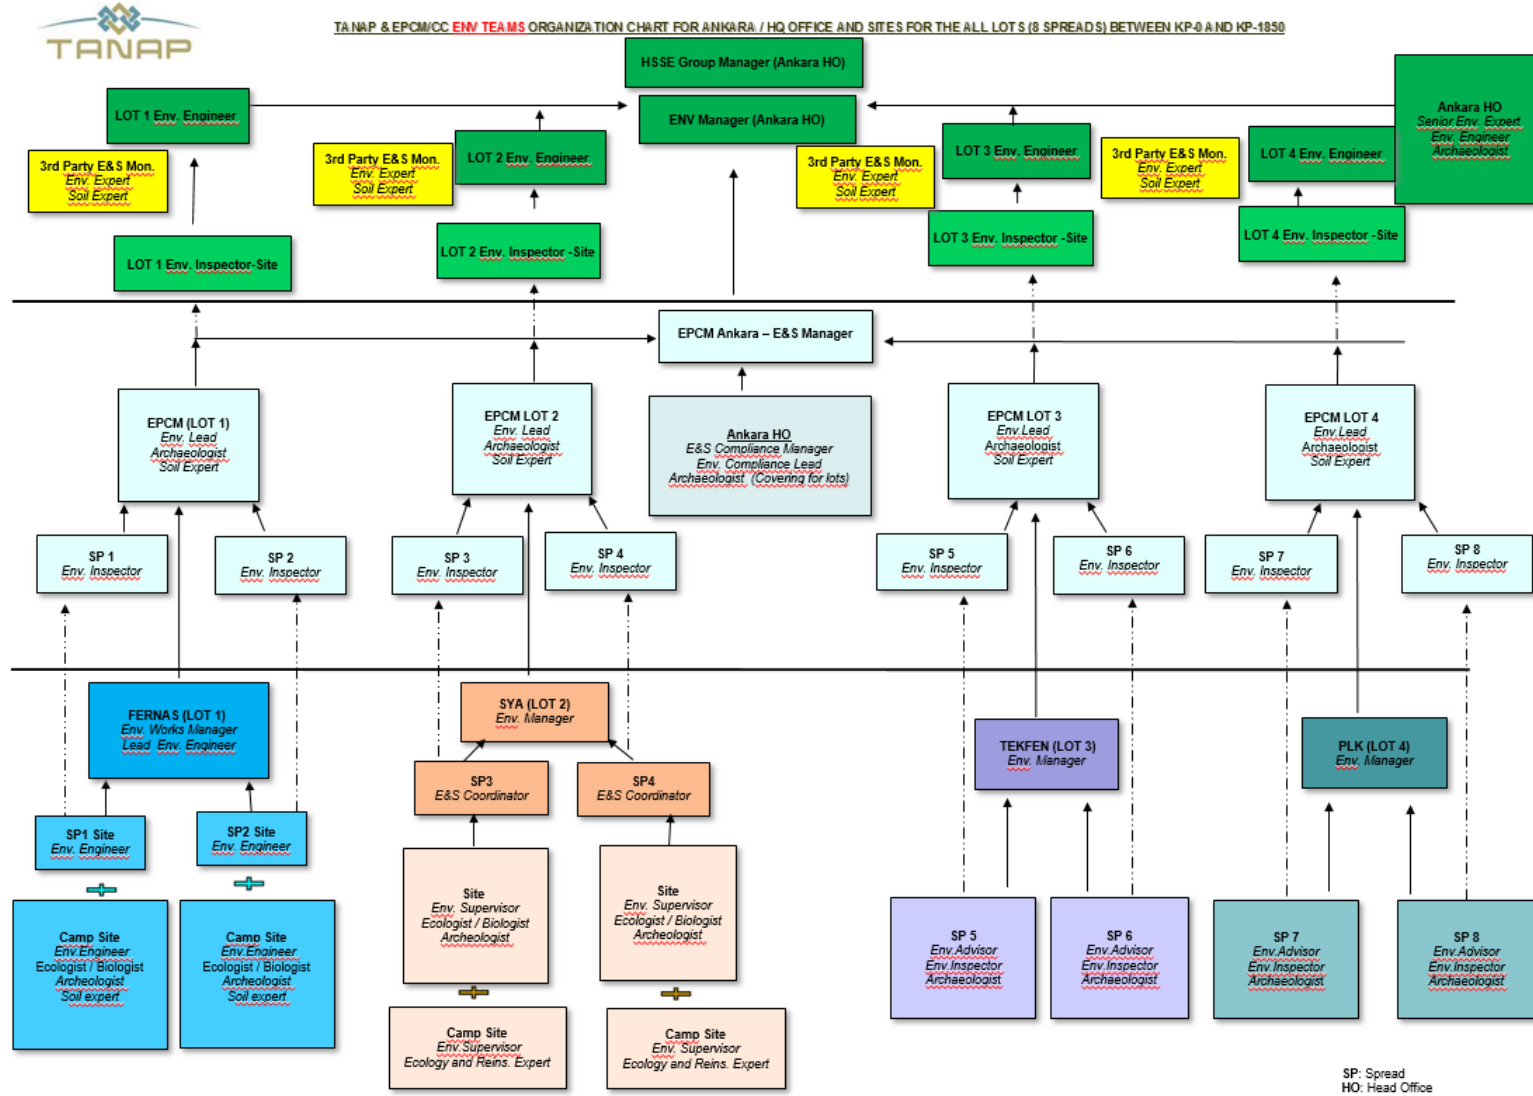 TANAP
TANAP & EPCM/CC ENV TEAMS ORGANIZATION CHART FOR ANKARA / HQ OFFICE AND SITES FOR THE ALL LOTS (8 SPREADS) BETWEEN KP-0 AND KP-1850
HSSE Group Manager (Ankara HO)
ENV Manager (Ankara HO)
LOT 1 Env. Engineer
3rd Party E&S Mon.
Env. Expert
Soil Expert
LOT 1 Env. Inspector-Site
3rd Party E&S Mon.
Env. Expert
Soil Expert
LOT 2 Env. Engineer
LOT 2 Env. Inspector -Site
3rd Party E&S Mon.
Env. Expert
Soil Expert
LOT 3 Env. Engineer
LOT 3 Env. Inspector -Site
3rd Party E&S Mon.
Env. Expert
Soil Expert
LOT 4 Env. Engineer
LOT 4 Env. Inspector -Site
Ankara HO
Senior Env. Expert
Env. Engineer
Archaeologist
EPCM Ankara – E&S Manager
EPCM (LOT 1)
Env. Lead
Archaeologist
Soil Expert
EPCM LOT 2
Env. Lead
Archaeologist
Soil Expert
Ankara HO
E&S Compliance Manager
Env. Compliance Lead
Archaeologist (Covering for lots)
EPCM LOT 3
Env.Lead
Archaeologist
Soil Expert
EPCM LOT 4
Env.Lead
Archaeologist
Soil Expert
SP 1
Env. Inspector
SP 2
Env. Inspector
SP 3
Env. Inspector
SP 4
Env. Inspector
SP 5
Env. Inspector
SP 6
Env. Inspector
SP 7
Env. Inspector
SP 8
Env. Inspector
FERNAS (LOT 1)
Env. Works Manager
Lead Env. Engineer
SYA (LOT 2)
Env. Manager
TEKFEN (LOT 3)
Env. Manager
PLK (LOT 4)
Env. Manager
SP1 Site
Env. Engineer
SP2 Site
Env. Engineer
SP3
E&S Coordinator
SP4
E&S Coordinator
Camp Site
Env.Engineer
Ecologist / Biologist
Archeologist
Soil expert
Camp Site
Env.Engineer
Ecologist / Biologist
Archeologist
Soil expert
Site
Env. Supervisor
Ecologist / Biologist
Archeologist
Site
Env. Supervisor
Ecologist / Biologist
Archeologist
Camp Site
Env.Supervisor
Ecology and Reins. Expert
Camp Site
Env. Supervisor
Ecology and Reins. Expert
SP 5
Env.Advisor
Env.Inspector
Archaeologist
SP 6
Env.Advisor
Env.Inspector
Archaeologist
SP 7
Env.Advisor
Env.Inspector
Archaeologist
SP 8
Env.Advisor
Env.Inspector
Archaeologist
SP: Spread
HO: Head Office